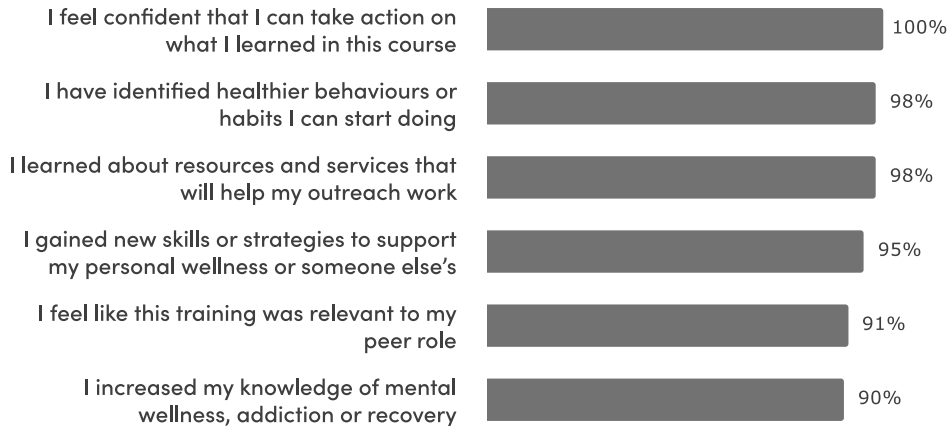 I feel confident that I can take action on
what I learned in this course
100%
I have identified healthier behaviours or
habits I can start doing
98%
I learned about resources and services that
will help my outreach work
98%
I gained new skills or strategies to support
my personal wellness or someone else’s
95%
I feel like this training was relevant to my
peer role
91%
I increased my knowledge of mental
wellness, addiction or recovery
90%